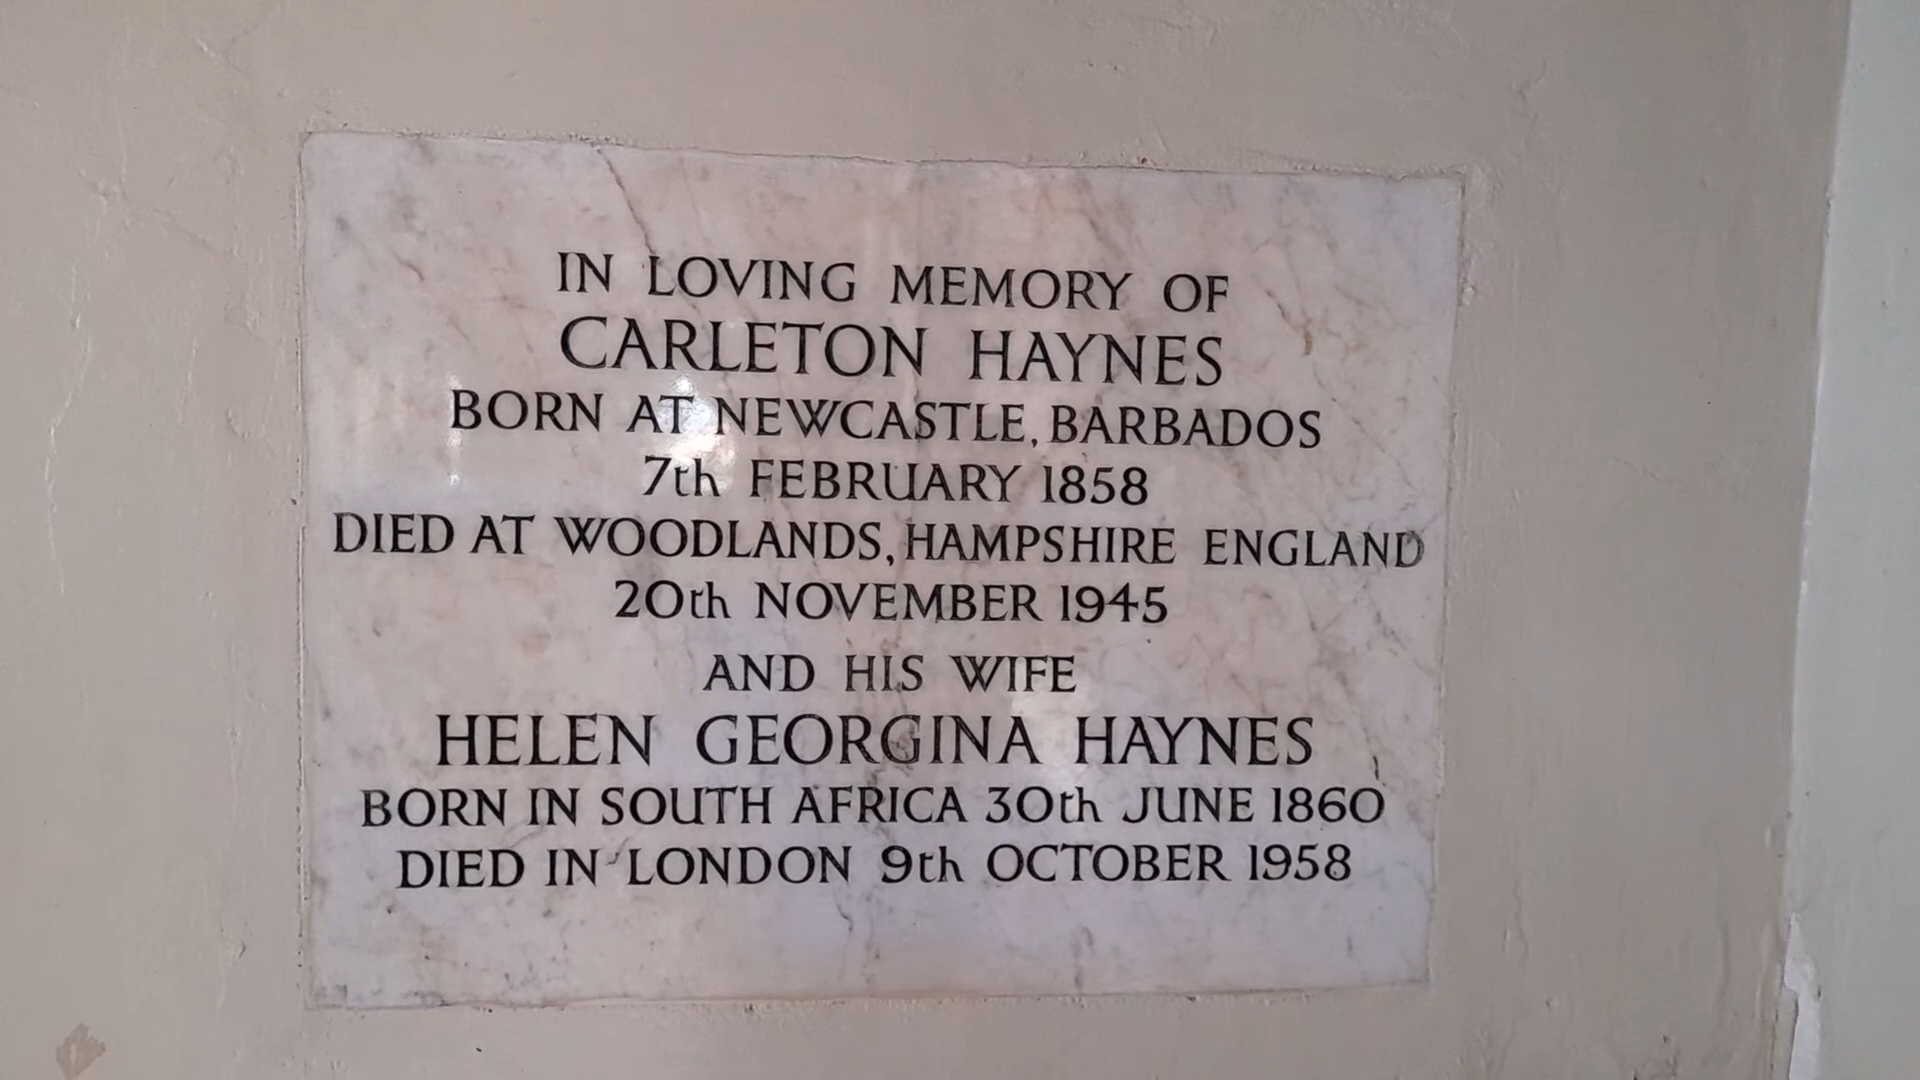 IN LOVING MEMORY OF
CARLETON HAYNES
BORN AT NEWCASTLE, BARBADOS
7th FEBRUARY 1858
DIED AT WOODLANDS, HAMPSHIRE ENGLAND
20th NOVEMBER 1945
AND HIS WIFE
HELEN GEORGINA HAYNES
BORN IN SOUTH AFRICA 30th JUNE 1860
DIED IN LONDON 9th OCTOBER 1958